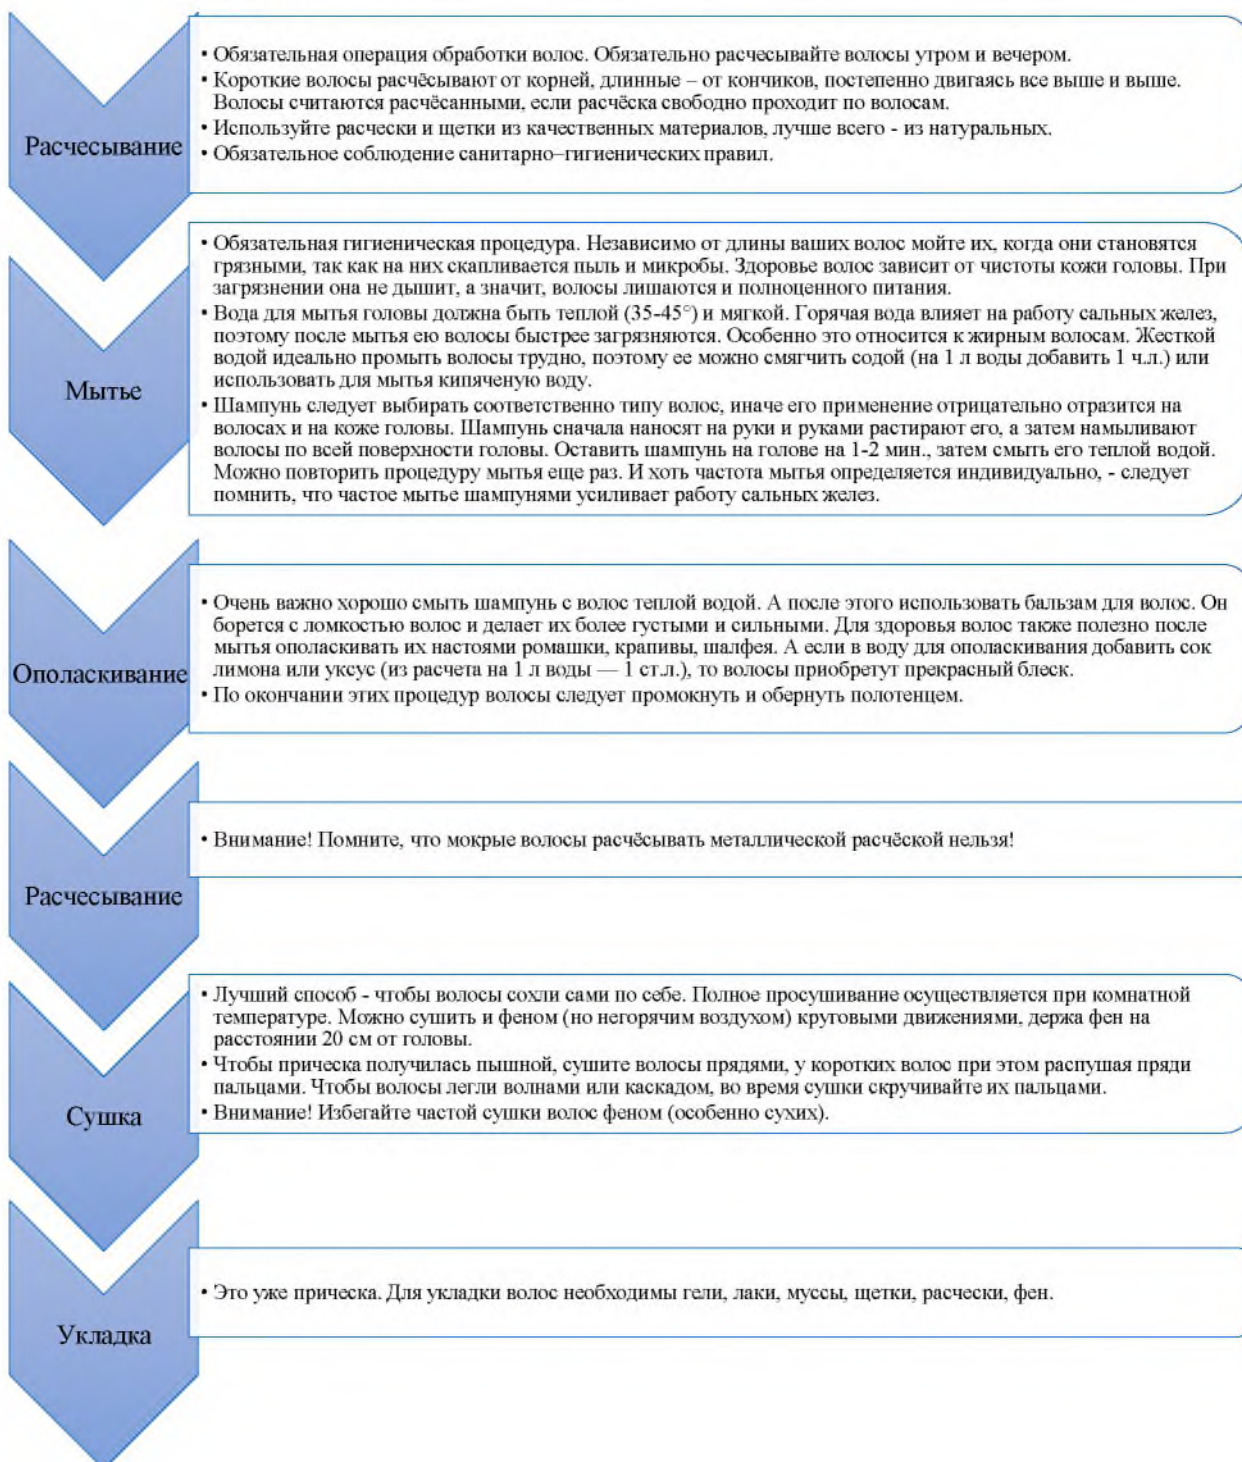 Расчесывание
• Обязательная операция обработки волос. Обязательно расчесывайте волосы утром и вечером.
• Короткие волосы расчёсывают от корней, длинные – от кончиков, постепенно двигаясь все выше и выше.
Волосы считаются расчёсанными, если расчёска свободно проходит по волосам.
• Используйте расчески и щетки из качественных материалов, лучше всего - из натуральных.
• Обязательное соблюдение санитарно–гигиенических правил.
Мытье
• Обязательная гигиеническая процедура. Независимо от длины ваших волос мойте их, когда они становятся
грязными, так как на них скапливается пыль и микробы. Здоровье волос зависит от чистоты кожи головы. При
загрязнении она не дышит, а значит, волосы лишаются и полноценного питания.
• Вода для мытья головы должна быть теплой (35-45°) и мягкой. Горячая вода влияет на работу сальных желез,
поэтому после мытья ею волосы быстрее загрязняются. Особенно это относится к жирным волосам. Жесткой
водой идеально промыть волосы трудно, поэтому ее можно смягчить содой (на 1 л воды добавить 1 ч.л.) или
использовать для мытья кипяченую воду.
• Шампунь следует выбирать соответственно типу волос, иначе его применение отрицательно отразится на
волосах и на коже головы. Шампунь сначала наносят на руки и руками растирают его, а затем намыливают
волосы по всей поверхности головы. Оставить шампунь на голове на 1-2 мин., затем смыть его теплой водой.
Можно повторить процедуру мытья еще раз. И хоть частота мытья определяется индивидуально, - следует
помнить, что частое мытье шампунями усиливает работу сальных желез.
Ополаскивание
• Очень важно хорошо смыть шампунь с волос теплой водой. А после этого использовать бальзам для волос. Он
борется с ломкостью волос и делает их более густыми и сильными. Для здоровья волос также полезно после
мытья ополаскивать их настоями ромашки, крапивы, шалфея. А если в воду для ополаскивания добавить сок
лимона или уксус (из расчета на 1 л воды — 1 ст.л.), то волосы приобретут прекрасный блеск.
• По окончании этих процедур волосы следует промокнуть и обернуть полотенцем.
Расчесывание
• Внимание! Помните, что мокрые волосы расчёсывать металлической расчёской нельзя!
Сушка
• Лучший способ - чтобы волосы сохли сами по себе. Полное просушивание осуществляется при комнатной
температуре. Можно сушить и феном (но негорячим воздухом) круговыми движениями, держа фен на
расстоянии 20 см от головы.
• Чтобы прическа получилась пышной, сушите волосы прядями, у коротких волос при этом распушая пряди
пальцами. Чтобы волосы легли волнами или каскадом, во время сушки скручивайте их пальцами.
• Внимание! Избегайте частой сушки волос феном (особенно сухих).
Укладка
• Это уже прическа. Для укладки волос необходимы гели, лаки, муссы, щетки, расчески, фен.